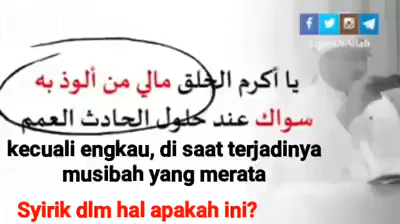 يا أكرم الخلق مالي من ألوذ به
سواك عند حلول الحادث العمم
kecuali engkau, di saat terjadinya
musibah yang merata
Syirik dlm hal apakah ini?